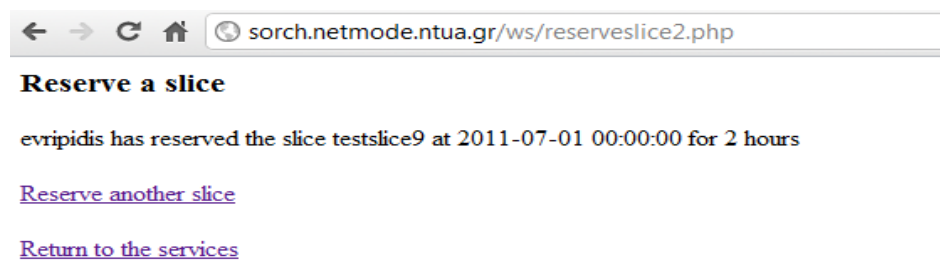 sorch.netmode.ntua.gr/ws/reserveslice2.php
Reserve a slice
evripidis has reserved the slice testslice9 at 2011-07-01 00:00:00 for 2 hours
Reserve another slice
Return to the services